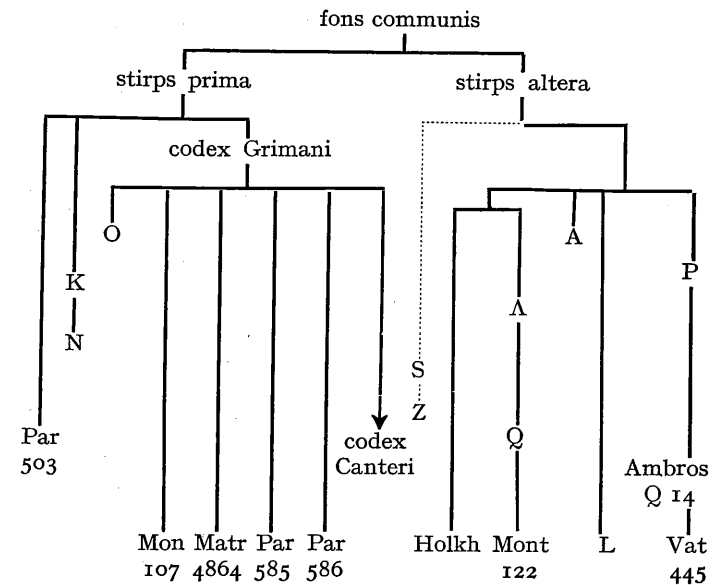 fons communis
stirps prima
stirps altera
codex Grimani
O
A
P
K
Λ
N
S
Z
Par
503
codex
Canteri
Q
Ambros
Q 14
Mon
107
Matr
4864
Par
585
Par
586
Holkh
Mont
122
L
Vat
445